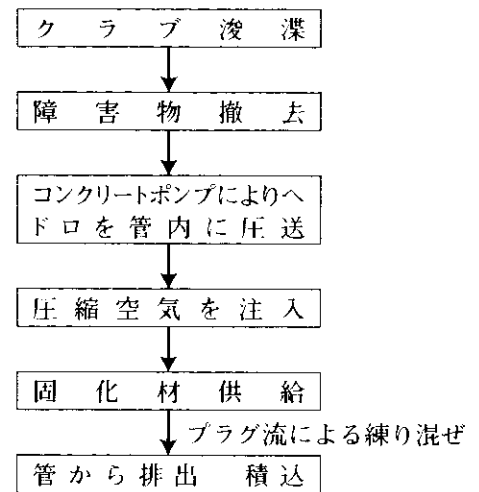 クラブ浚渫
障害物撤去
コンクリートポンプによりヘ
ドロを管内に圧送
圧縮空気を注入
固化材供給
プラグ流による練り混ぜ
管から排出 積込